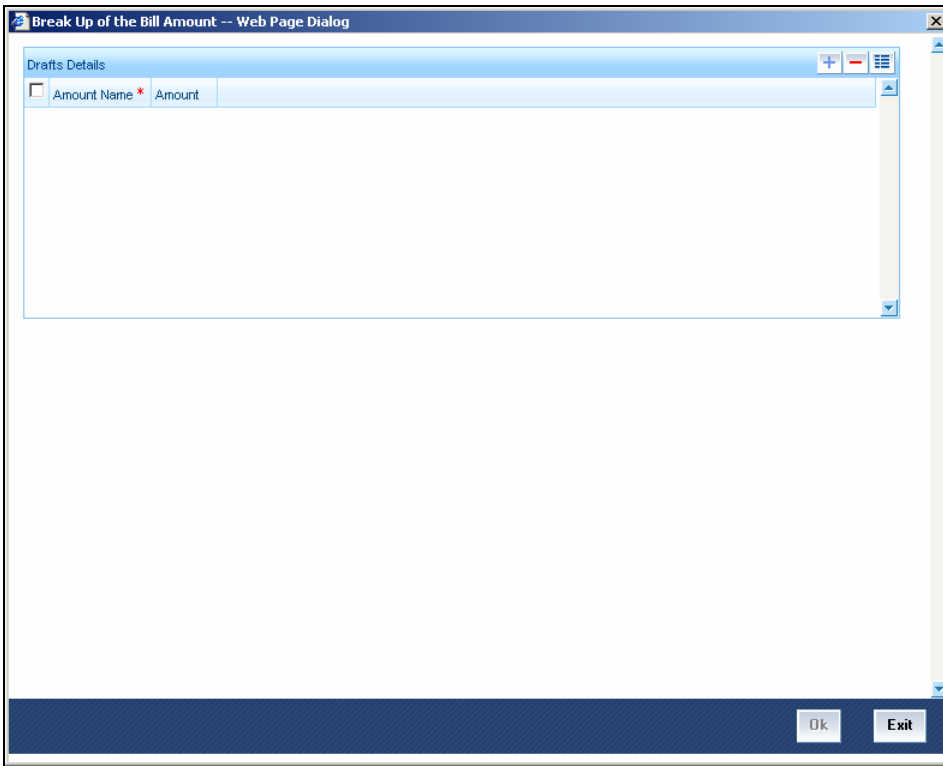 Break Up of the Bill Amount -- Web Page Dialog
Drafts Details
Amount Name * Amount
Ok Exit